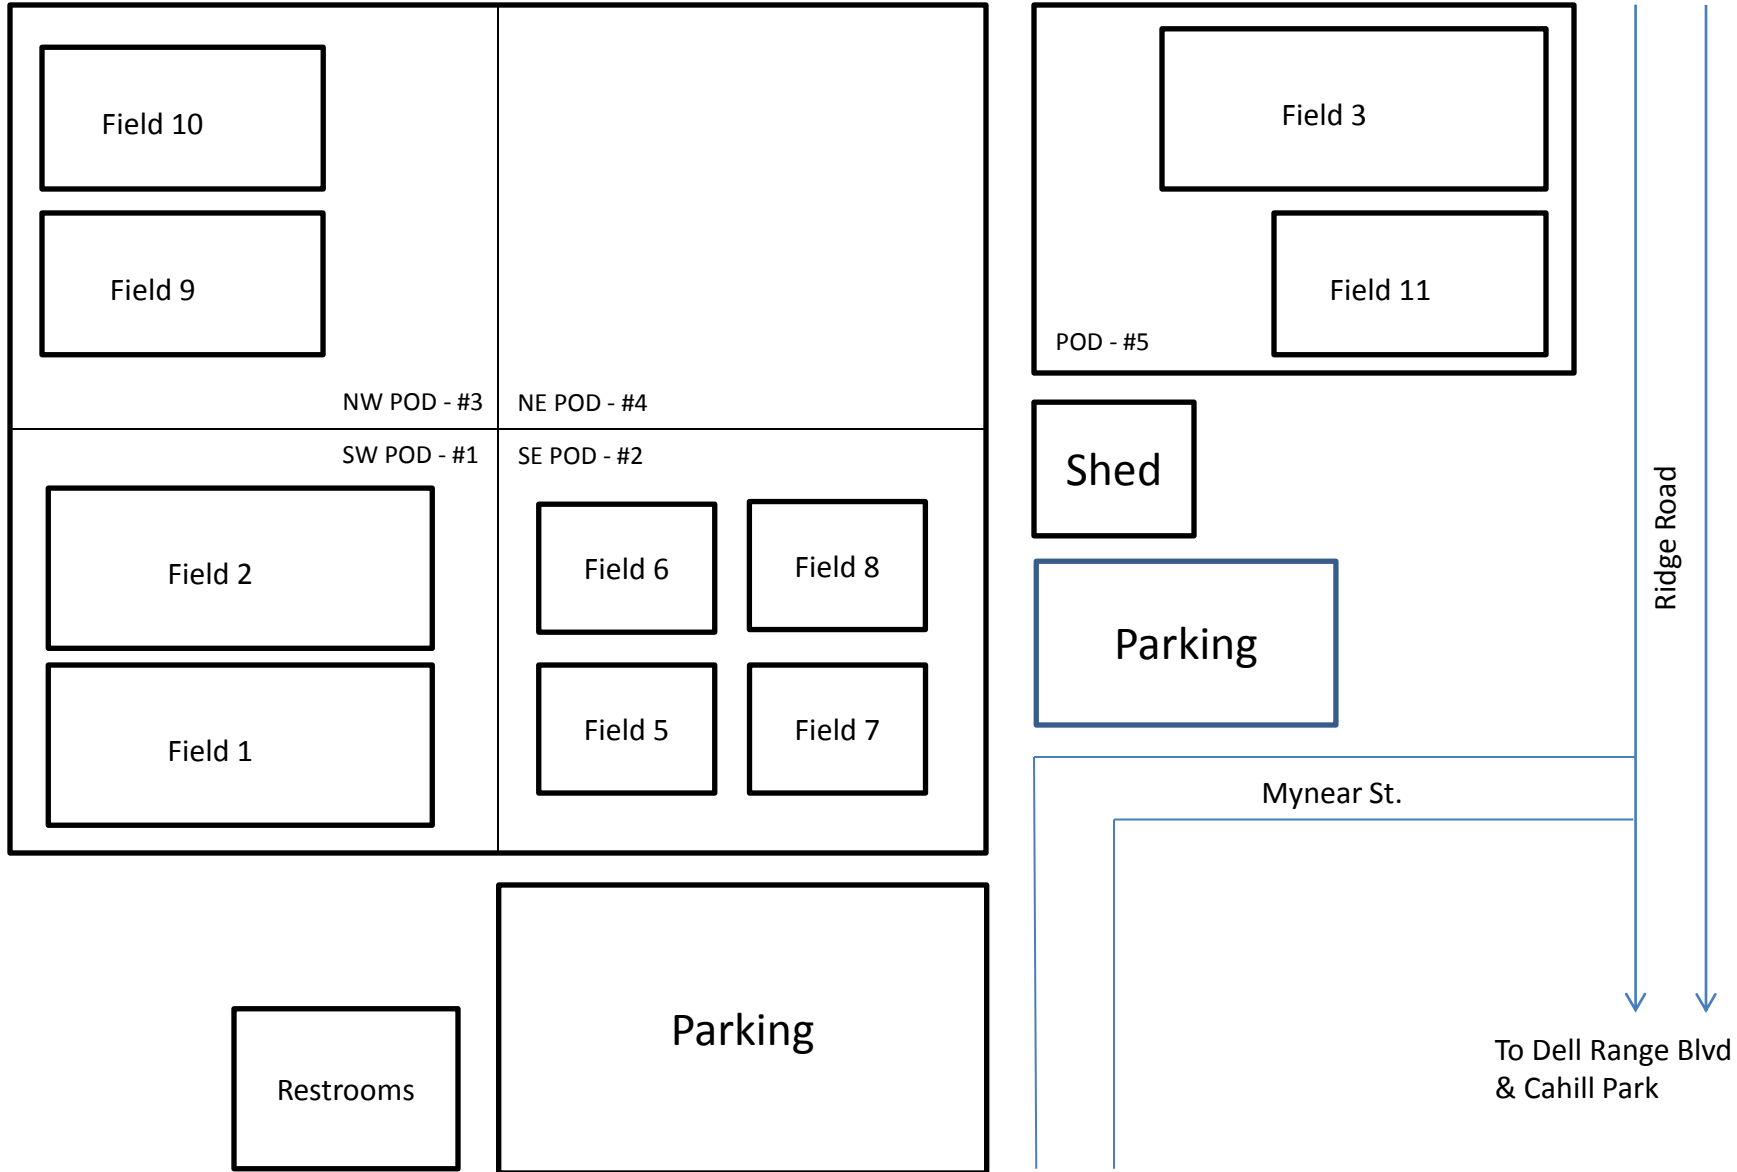 Field 10
Field 3
Field 9
Field 11
POD - #5
NW POD - #3
NE POD - #4
SW POD - #1
SE POD - #2
Shed
Ridge Road
Field 2
Field 6
Field 8
Parking
Field 1
Field 5
Field 7
Mynear St.
Parking
Restrooms
To Dell Range Blvd
& Cahill Park